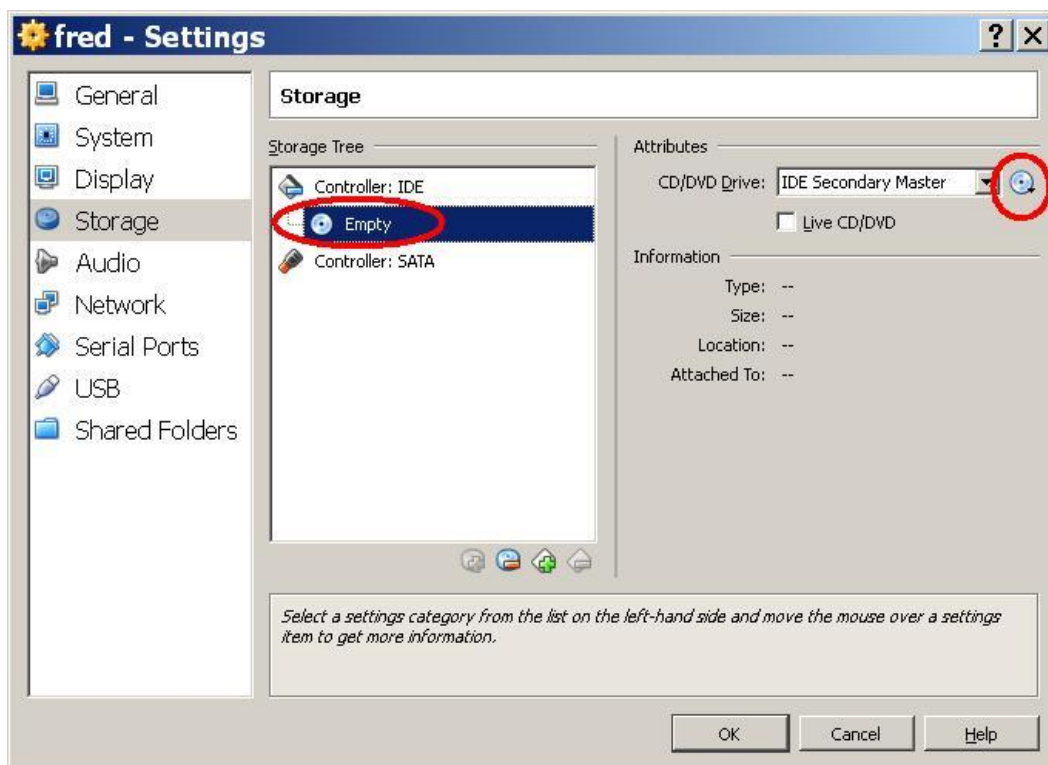 fred - Settings
?
General
System
Display
Storage
Audio
Network
Serial Ports
USB
Shared Folders
Storage
Storage Tree
Controller: IDE
Empty
Controller: SATA
Attributes
CD/DVD Drive: IDE Secondary Master
Live CD/DVD
Information
Type: --
Size: --
Location: --
Attached To: --
Select a settings category from the list on the left-hand side and move the mouse over a settings
item to get more information.
OK Cancel Help